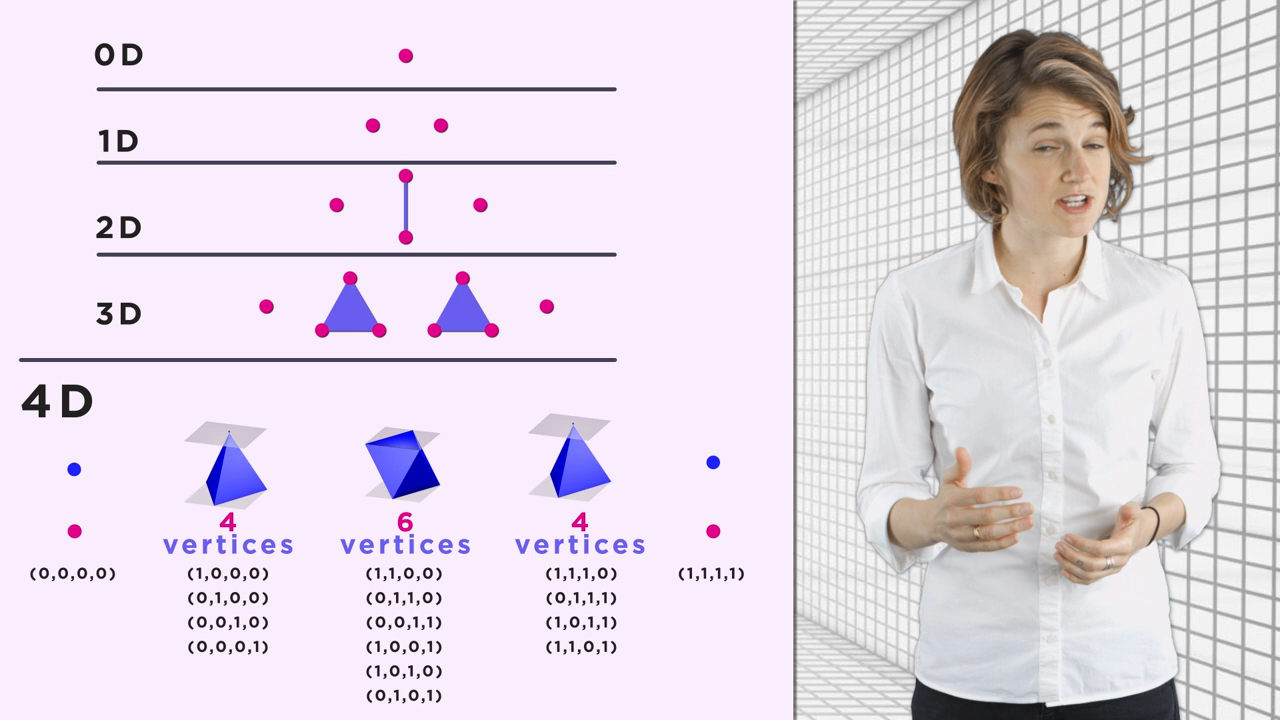 0D
1D
2D
3D
4D
4 6 4
vertices vertices vertices
(0,0,0,0) (1,0,0,0) (1,1,0,0) (1,1,1,0) (1,1,1,1)
(0,1,0,0) (0,1,1,0) (0,1,1,1)
(0,0,1,0) (0,0,1,1) (1,0,1,1)
(0,0,0,1) (1,0,0,1) (1,1,0,1)
(1,0,1,0)
(0,1,0,1)